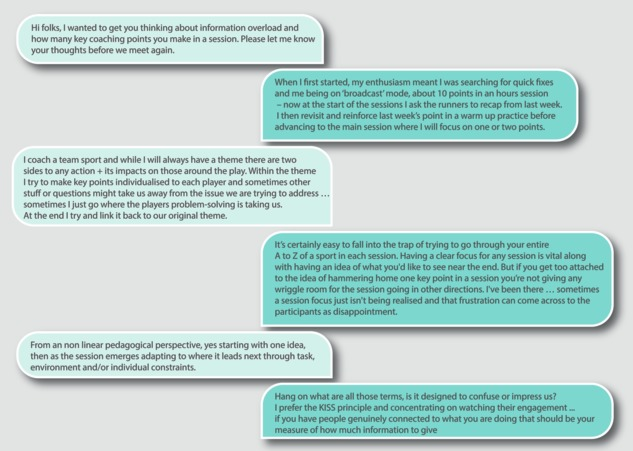 Hi folks, I wanted to get you thinking about information overload and
how many key coaching points you make in a session. Please let me know
your thoughts before we meet again.
When I first started, my enthusiasm meant I was searching for quick fixes
and me being on 'broadcast' mode, about 10 points in an hours session
– now at the start of the sessions I ask the runners to recap from last week.
I then revisit and reinforce last week's point in a warm up practice before
advancing to the main session where I will focus on one or two points.
I coach a team sport and while I will always have a theme there are two
sides to any action + its impacts on those around the play. Within the theme
I try to make key points individualised to each player and sometimes other
stuff or questions might take us away from the issue we are trying to address ...
sometimes I just go where the players problem-solving is taking us.
At the end I try and link it back to our original theme.
It's certainly easy to fall into the trap of trying to go through your entire
A to Z of a sport in each session. Having a clear focus for any session is vital along
with having an idea of what you'd like to see near the end. But if you get too attached
to the idea of hammering home one key point in a session you're not giving any
wriggle room for the session going in other directions. I've been there ... sometimes
a session focus just isn't being realised and that frustration can come across to the
participants as disappointment.
From an non linear pedagogical perspective, yes starting with one idea,
then as the session emerges adapting to where it leads next through task,
environment and/or individual constraints.
Hang on what are all those terms, is it designed to confuse or impress us?
I prefer the KISS principle and concentrating on watching their engagement ...
if you have people genuinely connected to what you are doing that should be your
measure of how much information to give